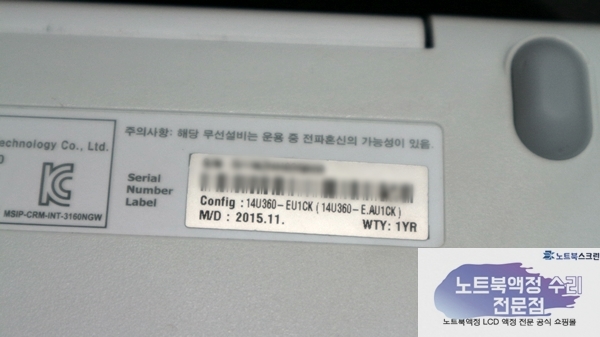 echnology Co., Ltd.
MSIP-CRM-INT-3160NGW
주의사항: 해당 무선설비는 운용 중 전파혼신의 가능성이 있음.
Serial
Number
Label
Config : 14U360-EU1CK ( 14U360-E.AU1CK )
M/D : 2015.11.
WTY: 1YR
노트북스크린
노트북액정 수리
전문점
노트북액정 LCD 액정 전문 공식 쇼핑몰